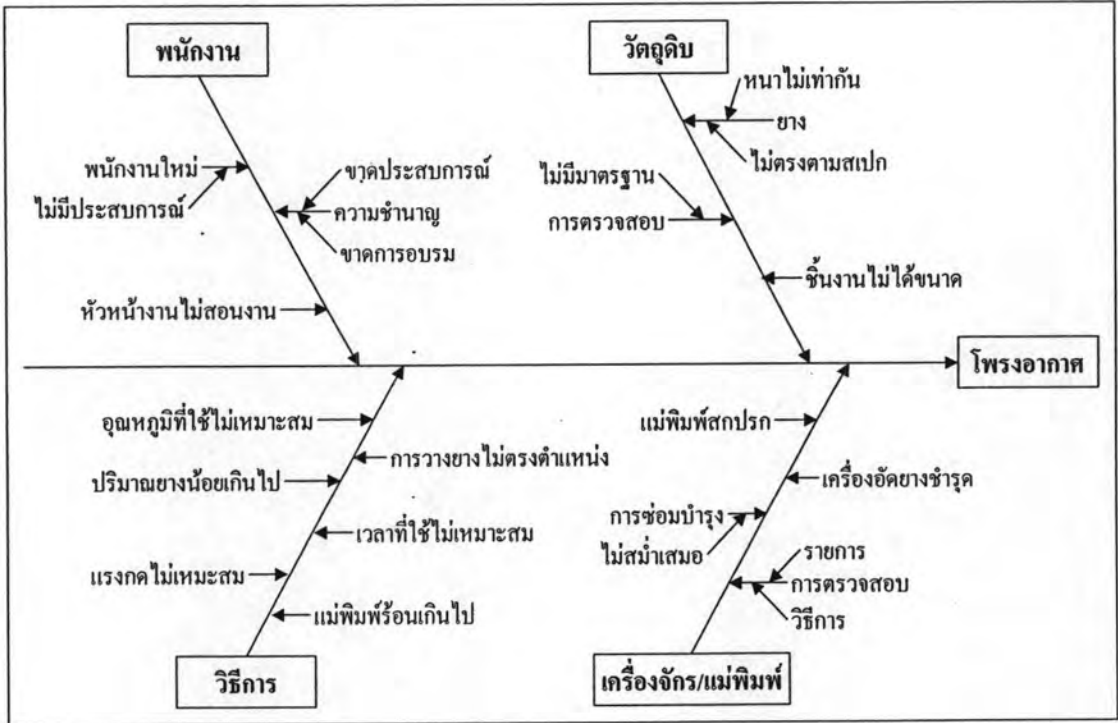 พนักงาน
วัตถุดิบ
หนาไม่เท่ากัน
ยาง
ไม่ตรงตามสเปก
พนักงานใหม่
ไม่มีประสบการณ์
ขาดประสบการณ์
ความชำนาญ
ขาดการอบรม
ไม่มีมาตรฐาน
การตรวจสอบ
ชิ้นงานไม่ได้ขนาด
หัวหน้างานไม่สอนงาน
โพรงอากาศ
อุณหภูมิที่ใช้ไม่เหมาะสม
การวางยางไม่ตรงตำแหน่ง
ปริมาณยางน้อยเกินไป
เวลาที่ใช้ไม่เหมาะสม
แรงกดไม่เหมะสม
แม่พิมพ์ร้อนเกินไป
วิธีการ
แม่พิมพ์สกปรก
เครื่องอัดยางชำรุด
การซ่อมบำรุง
ไม่สม่ำเสมอ
รายการ
การตรวจสอบ
วิธีการ
เครื่องจักร/แม่พิมพ์